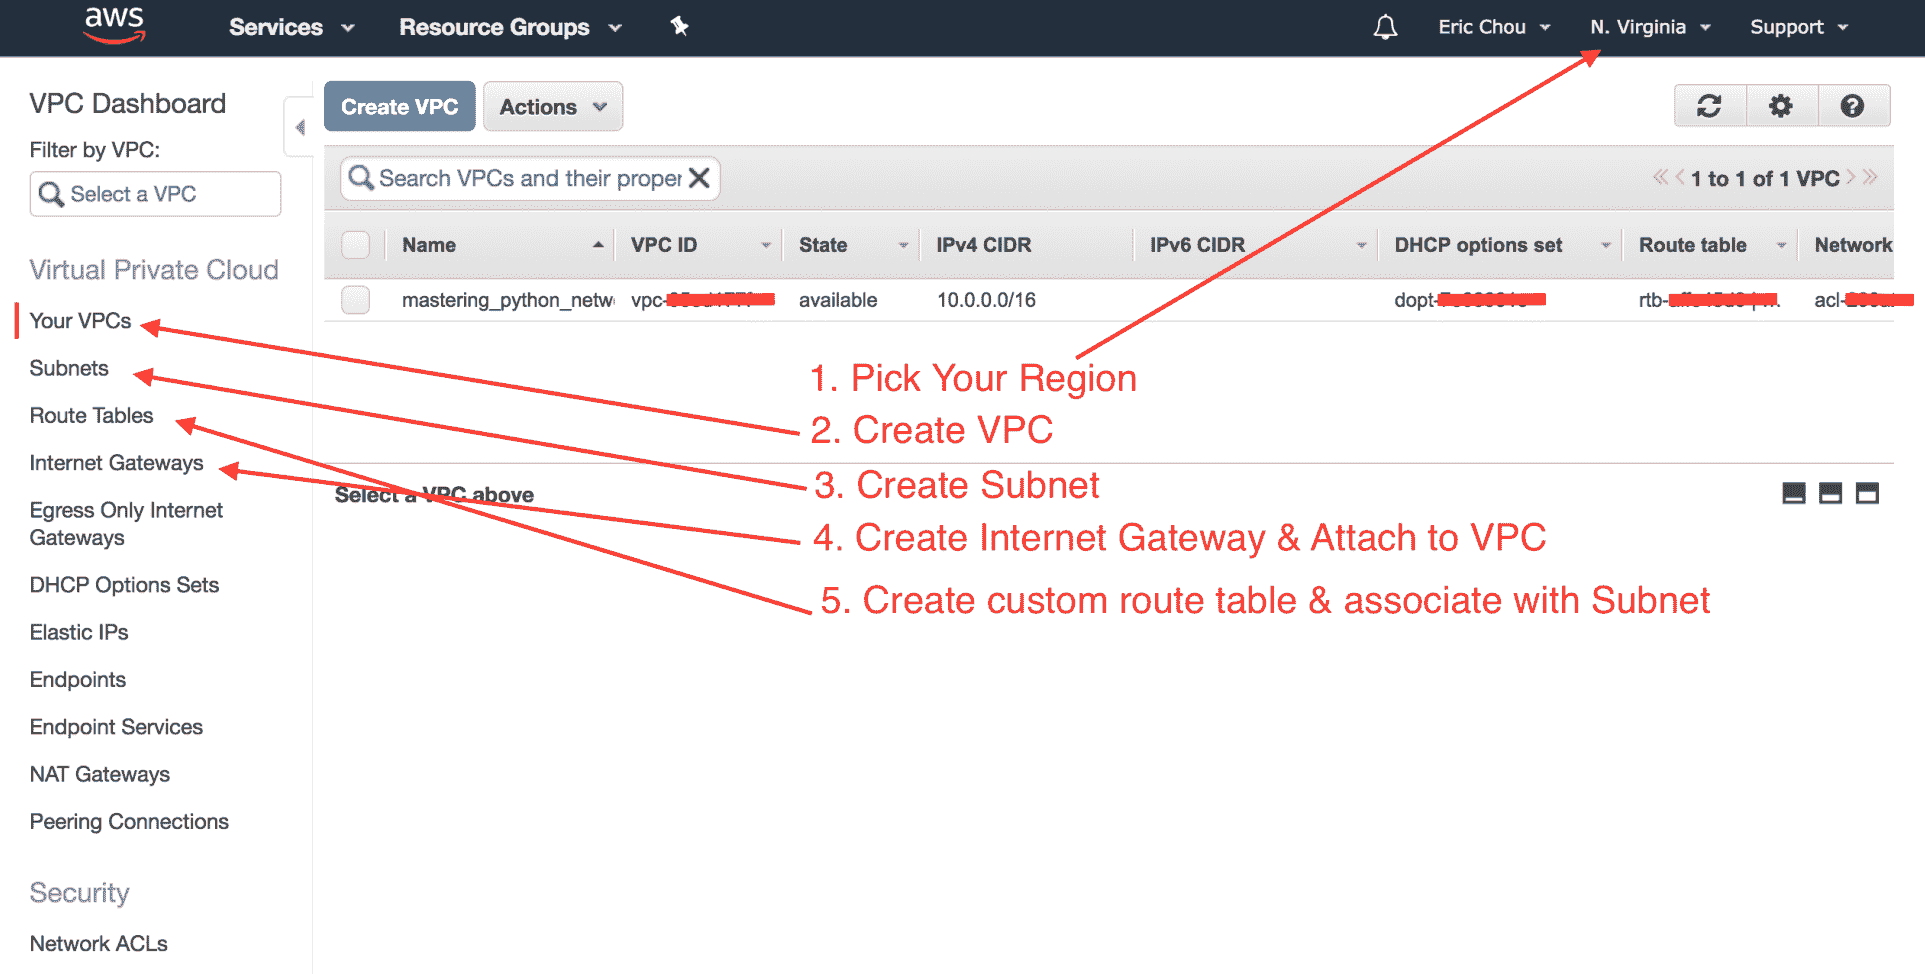 aws Services Resource Groups Eric Chou N. Virginia Support
VPC Dashboard
Filter by VPC:
Select a VPC
Virtual Private Cloud
Your VPCs
Subnets
Route Tables
Internet Gateways
Egress Only Internet
Gateways
DHCP Options Sets
Elastic IPs
Endpoints
Endpoint Services
NAT Gateways
Peering Connections
Security
Network ACLs
Create VPC Actions
Search VPCs and their proper
1 to 1 of 1 VPC
Name VPC ID State IPv4 CIDR IPv6 CIDR DHCP options set Route table Network
mastering_python_netw vpc- available 10.0.0.0/16 dopt- rtb- acl-
1. Pick Your Region
2. Create VPC
Select a VPC above
3. Create Subnet
4. Create Internet Gateway & Attach to VPC
5. Create custom route table & associate with Subnet